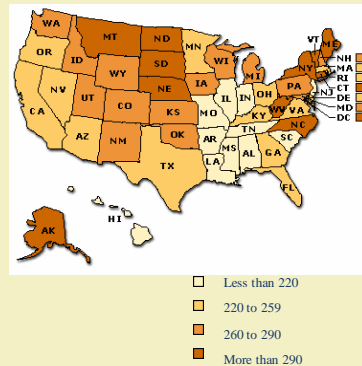 WA
MT
ND
MN
VT
ME
OR
ID
SD
WI
NY
NH
MA
WY
MI
RI
CT
NV
NE
IA
PA
NJ
UT
CO
IL
IN
OH
DE
CA
KS
MO
WV
VA
MD
KY
DC
AZ
NM
OK
AR
TN
NC
SC
TX
LA
MS
AL
GA
FL
HI
AK
Less than 220
220 to 259
260 to 290
More than 290